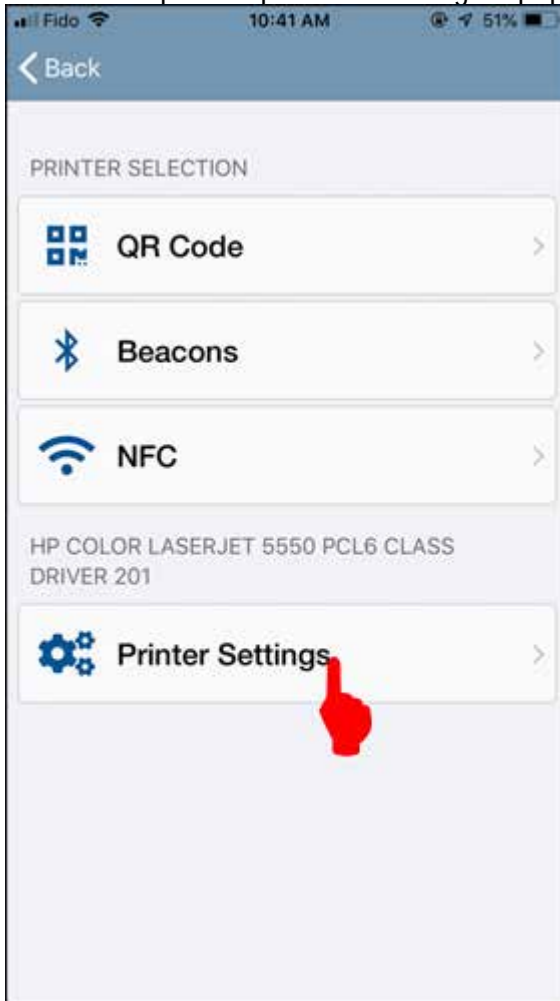 Fido 10:41 AM 51%
Back
PRINTER SELECTION
QR Code
Beacons
NFC
HP COLOR LASERJET 5550 PCL6 CLASS
DRIVER 201
Printer Settings